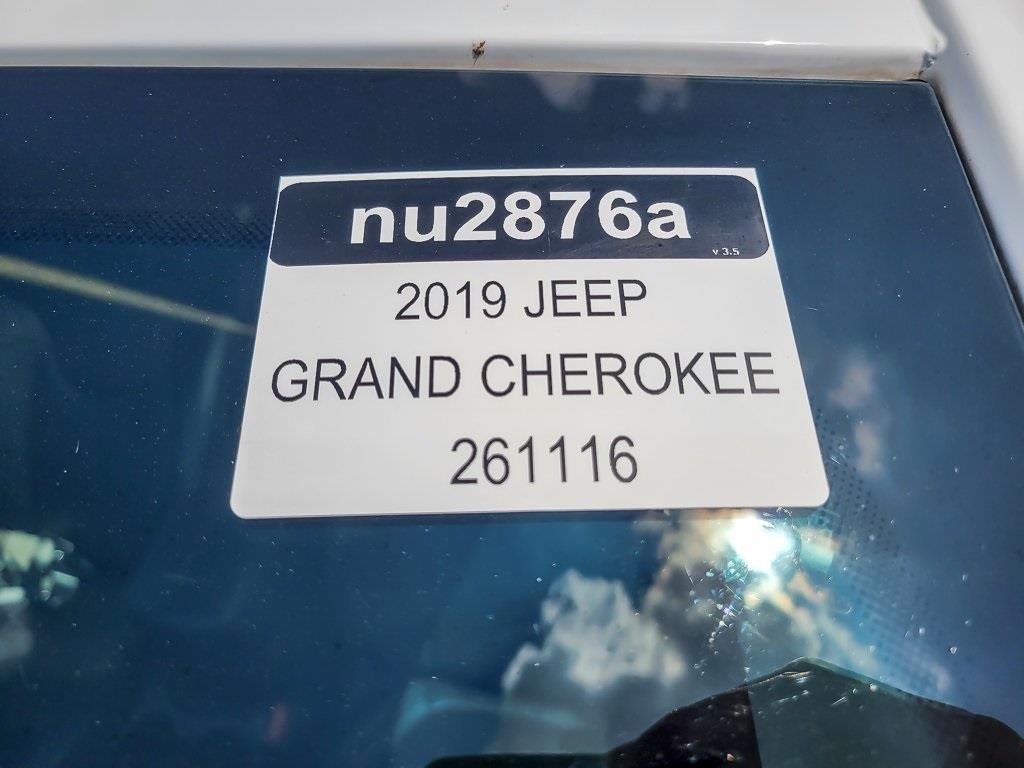 nu2876a
v 3.5
2019 JEEP
GRAND CHEROKEE
261116